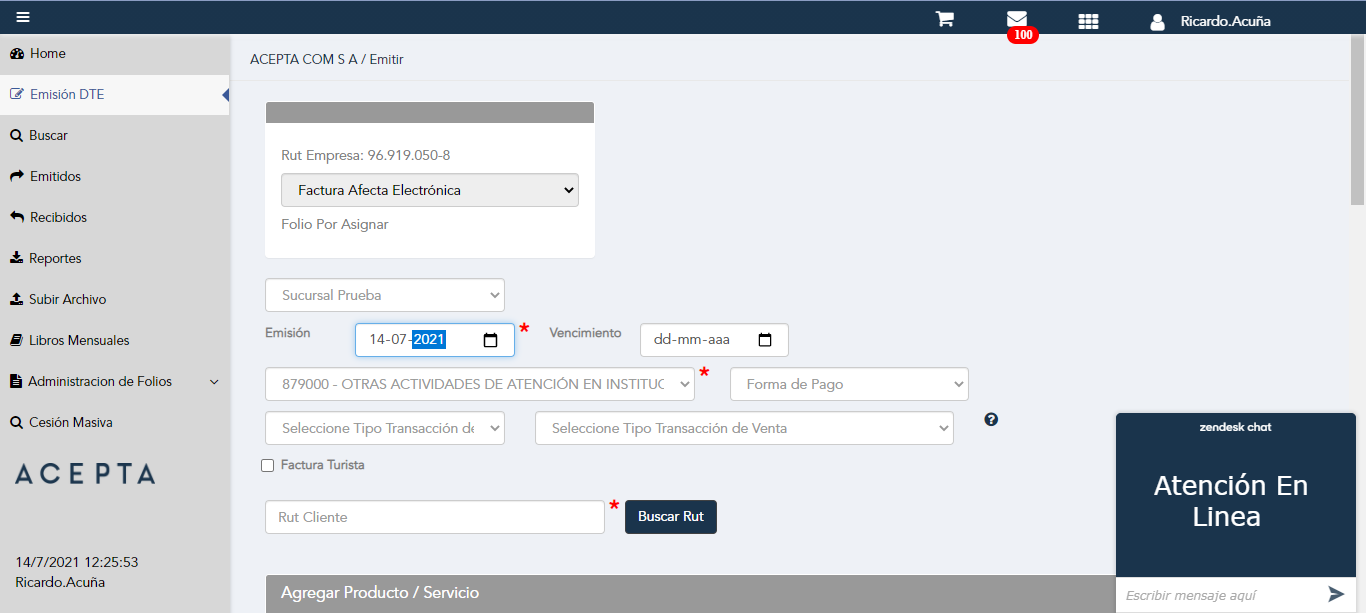 Ricardo.Acuña
100
Home
Emisión DTE
Buscar
Emitidos
Recibidos
Reportes
Subir Archivo
Libros Mensuales
Administracion de Folios
Cesión Masiva
ACEPTA
14/7/2021 12:25:53
Ricardo.Acuña
ACEPTA COM S A / Emitir
Rut Empresa: 96.919.050-8
Factura Afecta Electrónica
Folio Por Asignar
Sucursal Prueba
Emisión 14-07-2021 * Vencimiento dd-mm-aaa
879000 - OTRAS ACTIVIDADES DE ATENCIÓN EN INSTITUC * Forma de Pago
Seleccione Tipo Transacción de Seleccione Tipo Transacción de Venta ?
Factura Turista
Rut Cliente * Buscar Rut
Agregar Producto / Servicio
zendesk chat
Atención En
Linea
Escribir mensaje aquí